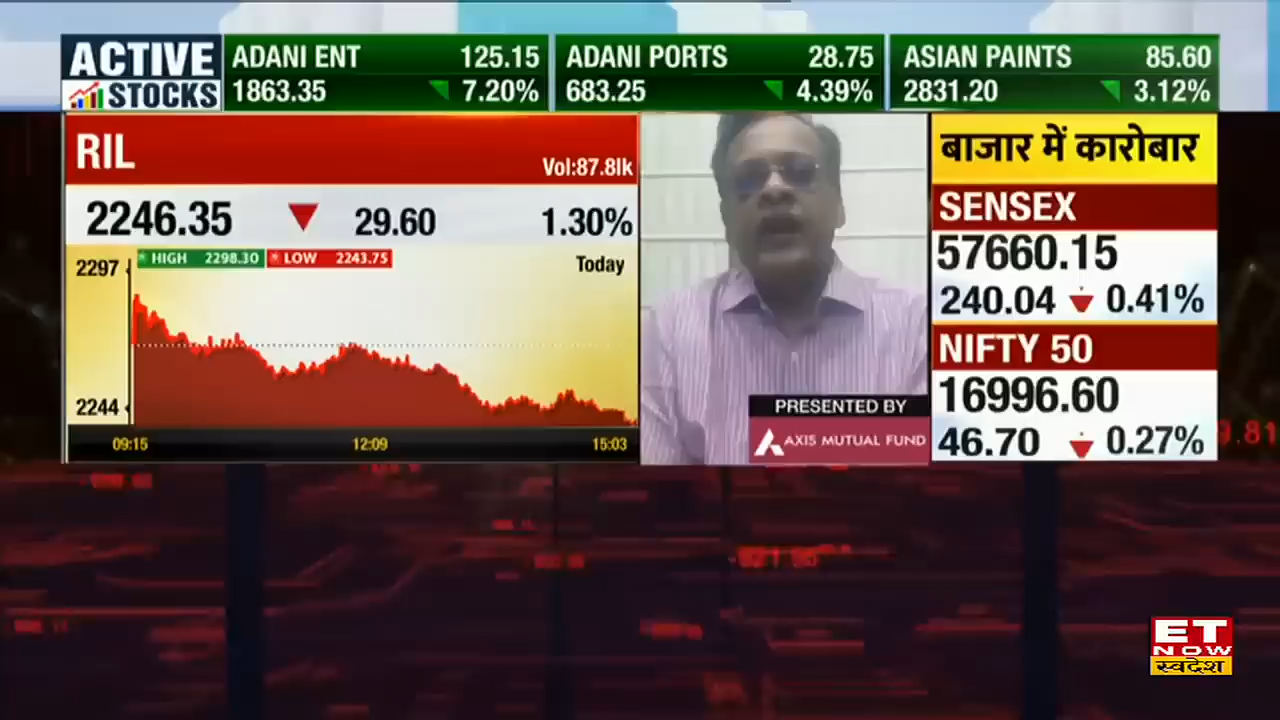 ACTIVE STOCKS
ADANI ENT 125.15
1863.35 7.20%
ADANI PORTS 28.75
683.25 4.39%
ASIAN PAINTS 85.60
2831.20 3.12%
RIL
Vol:87.8lk
2246.35 29.60 1.30%
HIGH 2298.30 LOW 2243.75
Today
2297
2244
09:15 12:09 15:03
PRESENTED BY
AXIS MUTUAL FUND
बाजार में कारोबार
SENSEX
57660.15
240.04 0.41%
NIFTY 50
16996.60
46.70 0.27%
9.81
ET
NOW
स्वदेश